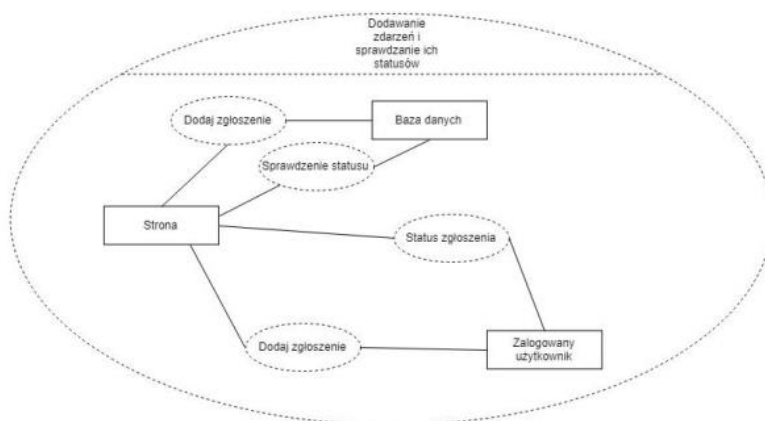 Dodawanie
zdarzeń i
sprawdzanie ich
statusów
Dodaj zgłoszenie
Baza danych
Sprawdzenie statusu
Strona
Status zgłoszenia
Dodaj zgłoszenie
Zalogowany
użytkownik